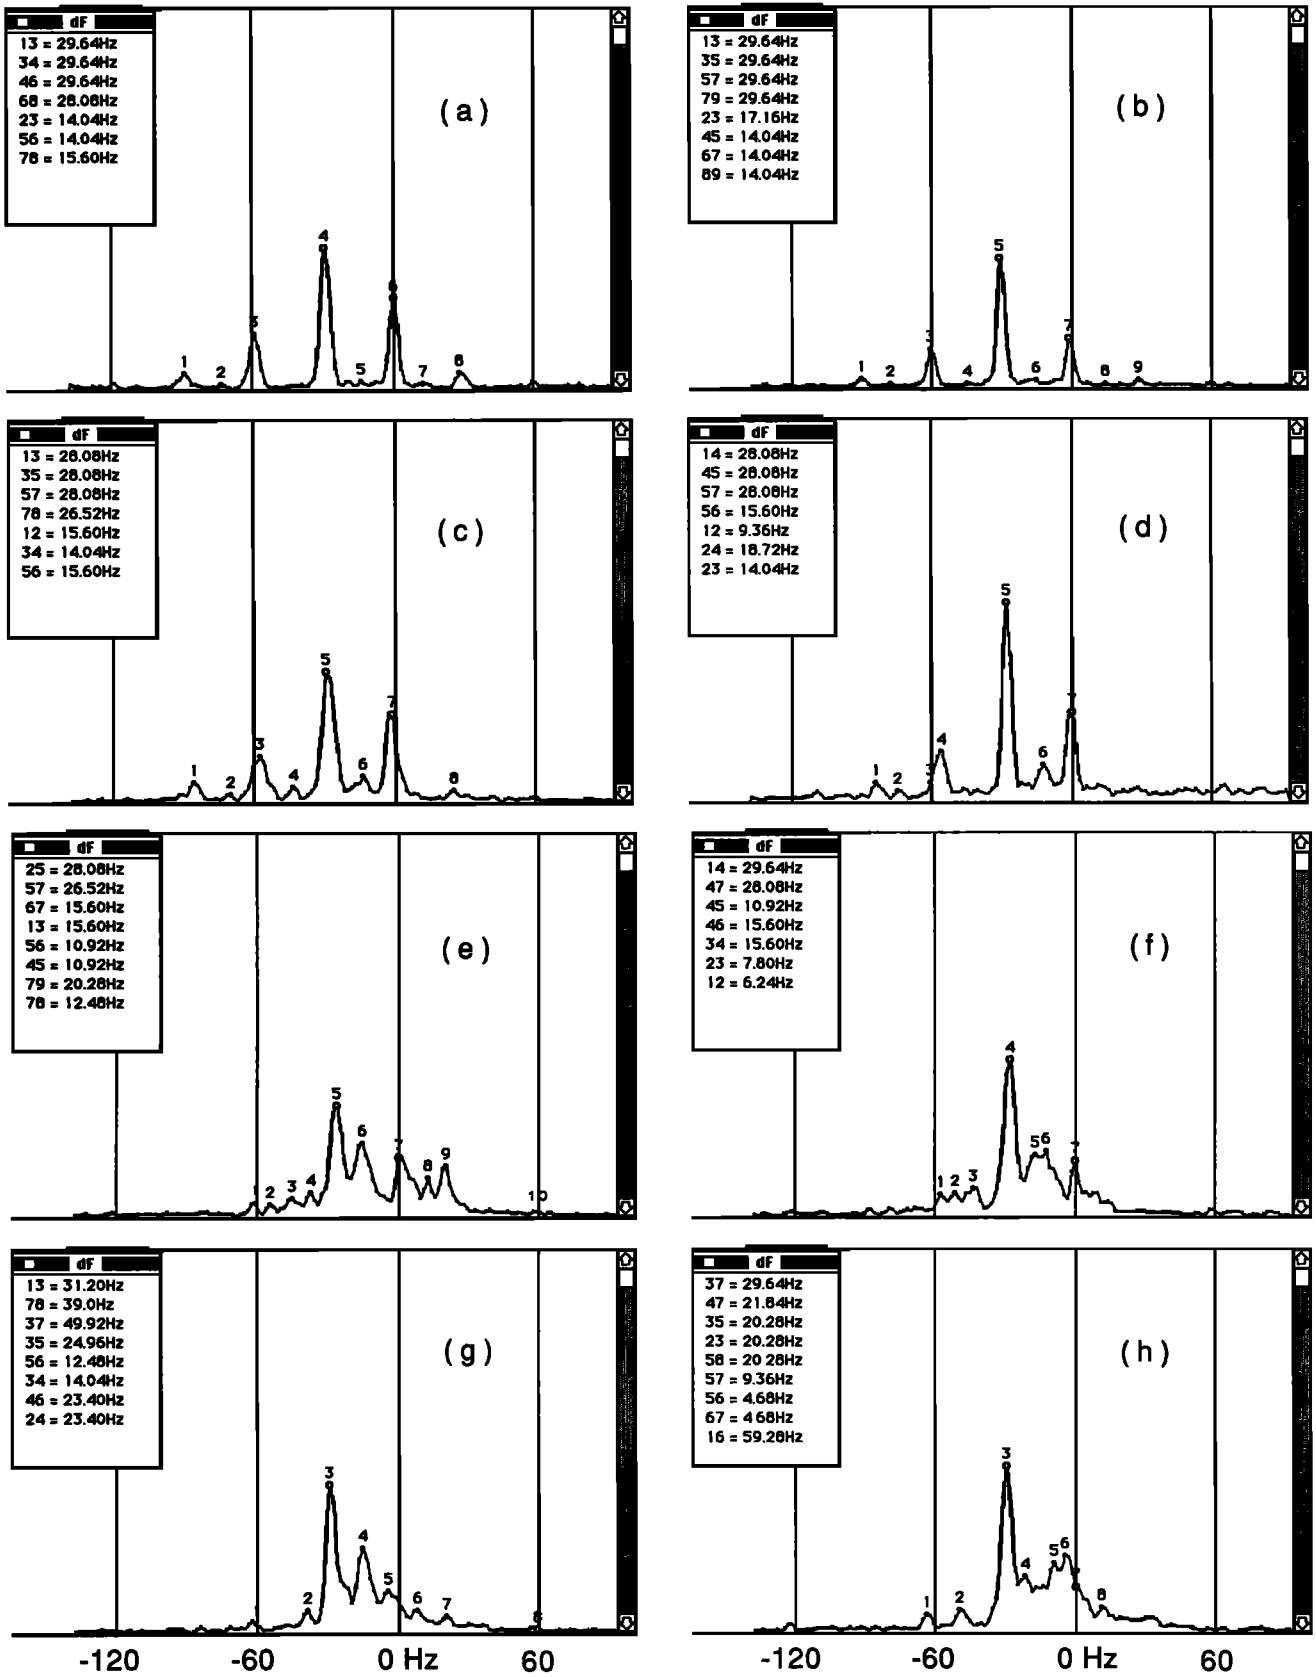 dF
13 = 29.64Hz
34 = 29.64Hz
46 = 29.64Hz
68 = 28.08Hz
23 = 14.04Hz
56 = 14.04Hz
78 = 15.60Hz
(a)
1
2
3
4
5
6
7
8
dF
13 = 29.64Hz
35 = 29.64Hz
57 = 29.64Hz
79 = 29.64Hz
23 = 17.16Hz
45 = 14.04Hz
67 = 14.04Hz
89 = 14.04Hz
(b)
1
2
3
4
5
6
7
8
9
dF
13 = 28.08Hz
35 = 28.08Hz
57 = 28.08Hz
78 = 26.52Hz
12 = 15.60Hz
34 = 14.04Hz
56 = 15.60Hz
(c)
1
2
3
4
5
6
7
8
dF
14 = 28.08Hz
45 = 28.08Hz
57 = 28.08Hz
56 = 15.60Hz
12 = 9.36Hz
24 = 18.72Hz
23 = 14.04Hz
(d)
1
2
3
4
5
6
7
dF
25 = 28.08Hz
57 = 26.52Hz
67 = 15.60Hz
13 = 15.60Hz
56 = 10.92Hz
45 = 10.92Hz
79 = 20.28Hz
78 = 12.48Hz
(e)
1
2
3
4
5
6
7
8
9
10
dF
14 = 29.64Hz
47 = 28.08Hz
45 = 10.92Hz
46 = 15.60Hz
34 = 15.60Hz
23 = 7.80Hz
12 = 6.24Hz
(f)
1
2
3
4
5
6
7
dF
13 = 31.20Hz
78 = 39.0Hz
37 = 49.92Hz
35 = 24.96Hz
56 = 12.48Hz
34 = 14.04Hz
46 = 23.40Hz
24 = 23.40Hz
(g)
2
3
4
5
6
7
8
-120 -60 0 Hz 60
dF
37 = 29.64Hz
47 = 21.84Hz
35 = 20.28Hz
23 = 20.28Hz
58 = 20 28Hz
57 = 9.36Hz
56 = 4.68Hz
67 = 4 68Hz
16 = 59.28Hz
(h)
1
2
3
4
5
6
8
-120 -60 0 Hz 60